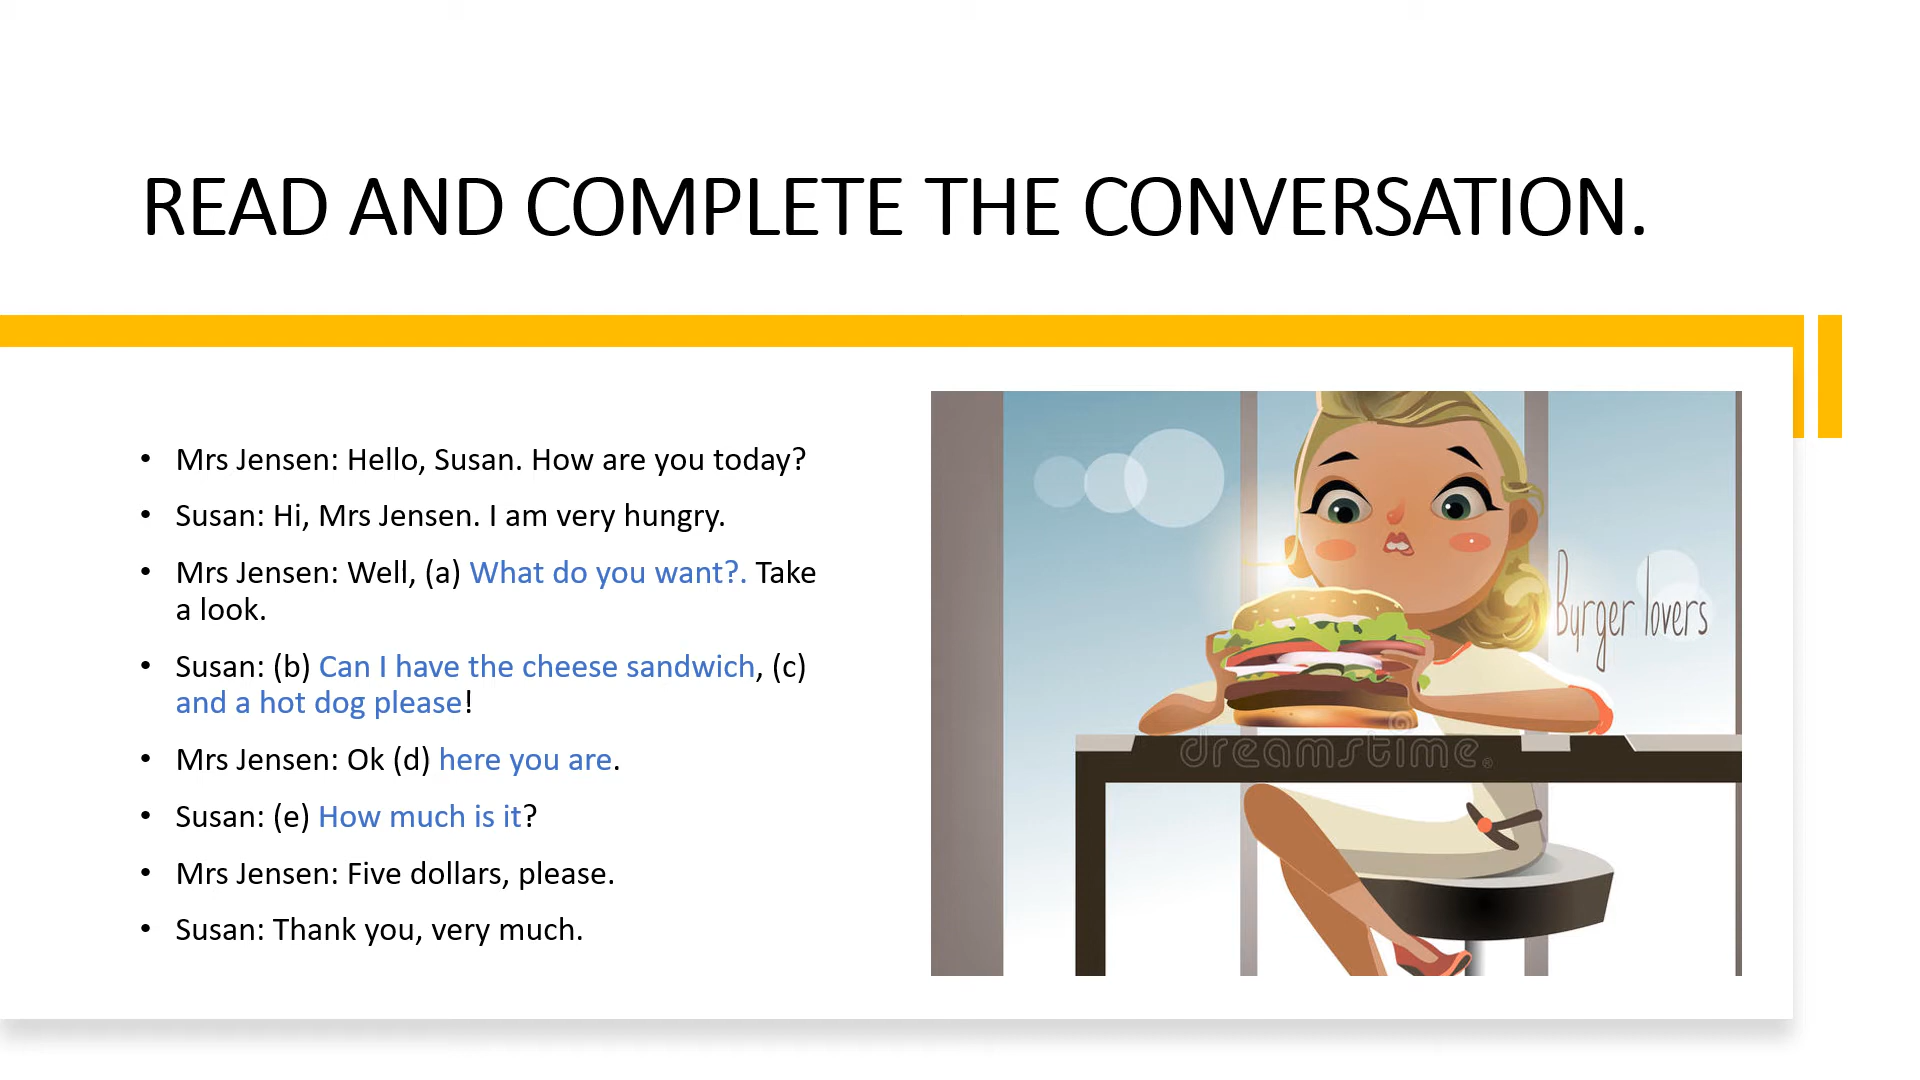 READ AND COMPLETE THE CONVERSATION.
• Mrs Jensen: Hello, Susan. How are you today?
• Susan: Hi, Mrs Jensen. I am very hungry.
• Mrs Jensen: Well, (a) What do you want?. Take
a look.
• Susan: (b) Can I have the cheese sandwich, (c)
and a hot dog please!
• Mrs Jensen: Ok (d) here you are.
• Susan: (e) How much is it?
• Mrs Jensen: Five dollars, please.
• Susan: Thank you, very much.
Burger lovers
dreamstime®